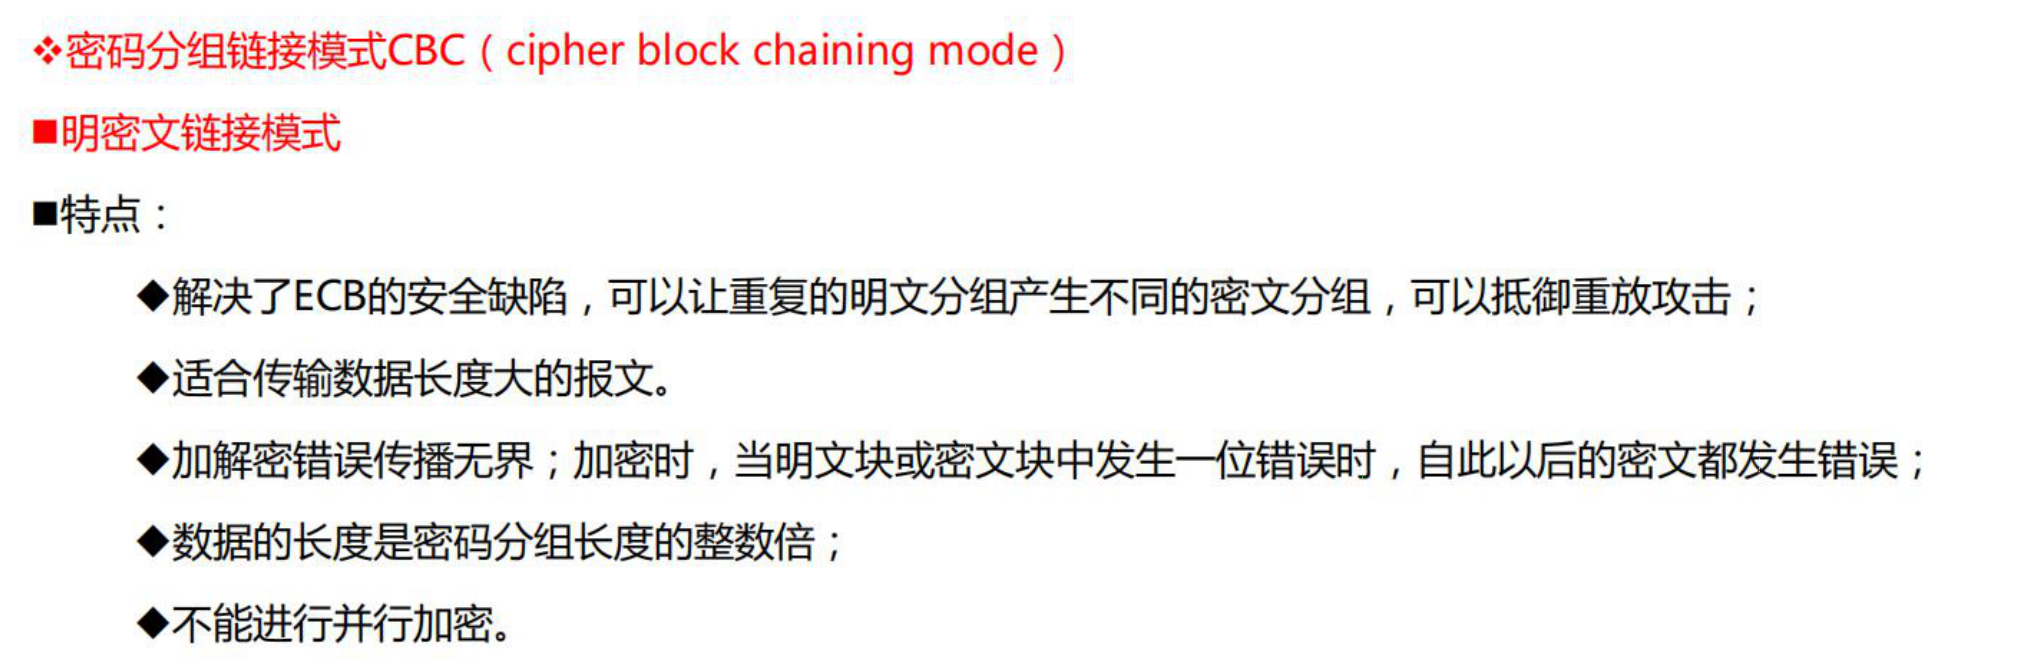 ❖密码分组链接模式CBC（cipher block chaining mode）
■明密文链接模式
■特点：
◆解决了ECB的安全缺陷，可以让重复的明文分组产生不同的密文分组，可以抵御重放攻击；
◆适合传输数据长度大的报文。
◆加解密错误传播无界；加密时，当明文块或密文块中发生一位错误时，自此以后的密文都发生错误；
◆数据的长度是密码分组长度的整数倍；
◆不能进行并行加密。